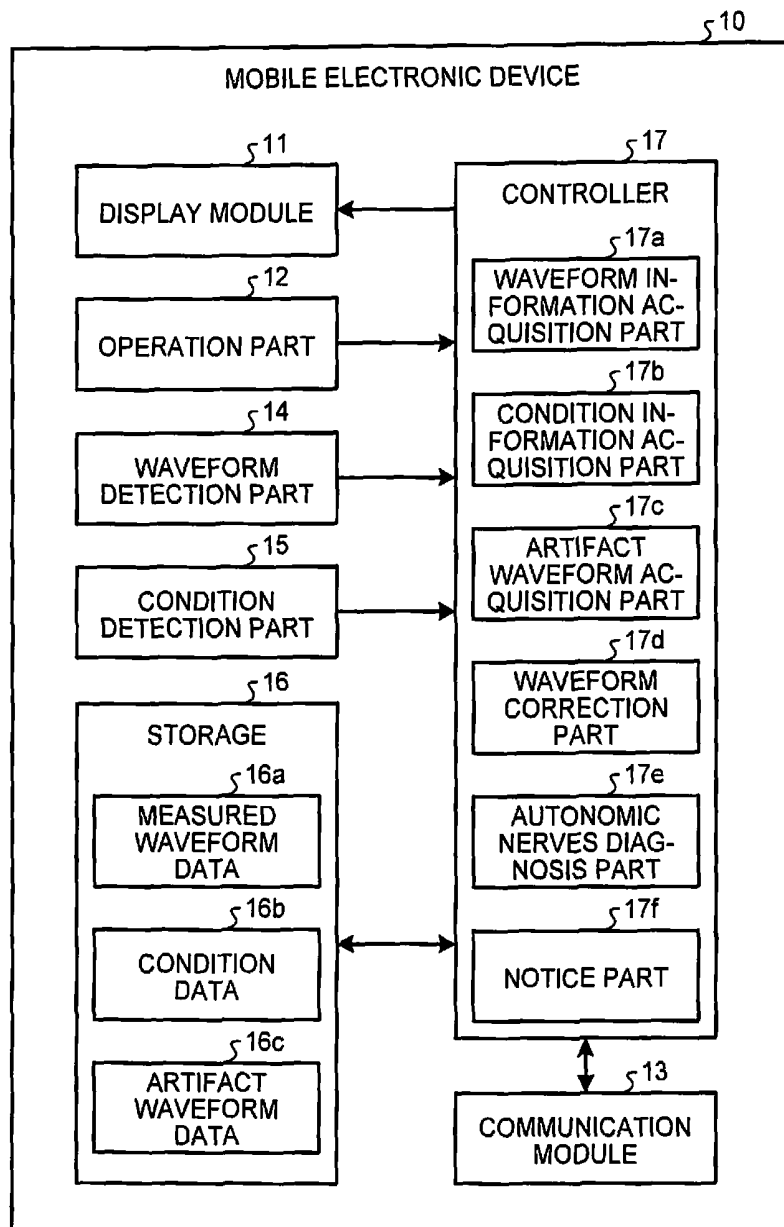 10
MOBILE ELECTRONIC DEVICE
11
DISPLAY MODULE
12
OPERATION PART
14
WAVEFORM
DETECTION PART
15
CONDITION
DETECTION PART
16
STORAGE
16a
MEASURED
WAVEFORM
DATA
16b
CONDITION
DATA
16c
ARTIFACT
WAVEFORM
DATA
17
CONTROLLER
17a
WAVEFORM IN-
FORMATION AC-
QUISITION PART
17b
CONDITION IN-
FORMATION AC-
QUISITION PART
17c
ARTIFACT
WAVEFORM AC-
QUISITION PART
17d
WAVEFORM
CORRECTION
PART
17e
AUTONOMIC
NERVES DIAG-
NOSIS PART
17f
NOTICE PART
13
COMMUNICATION
MODULE